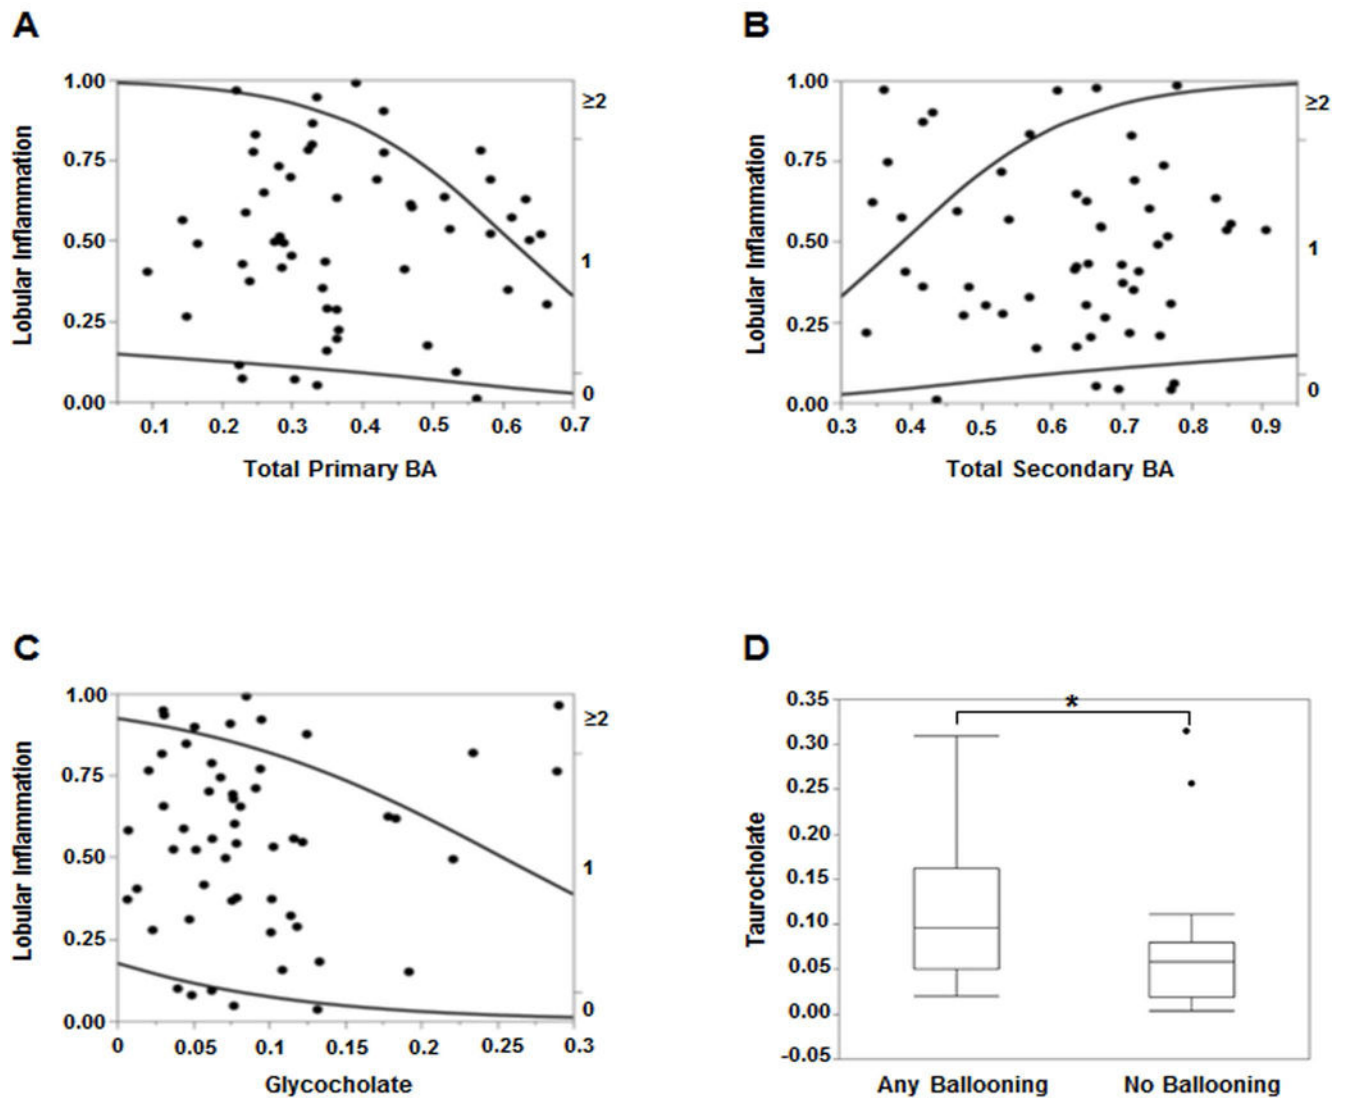 A
Lobular Inflammation
1.00
0.75
0.50
0.25
0.00
≥2
1
0
0.1 0.2 0.3 0.4 0.5 0.6 0.7
Total Primary BA
B
Lobular Inflammation
1.00
0.75
0.50
0.25
0.00
≥2
1
0
0.3 0.4 0.5 0.6 0.7 0.8 0.9
Total Secondary BA
C
Lobular Inflammation
1.00
0.75
0.50
0.25
0.00
≥2
1
0
0 0.05 0.1 0.15 0.2 0.25 0.3
Glycocholate
D
Taurocholate
0.35
0.30
0.25
0.20
0.15
0.10
0.05
0.00
-0.05
*
Any Ballooning No Ballooning